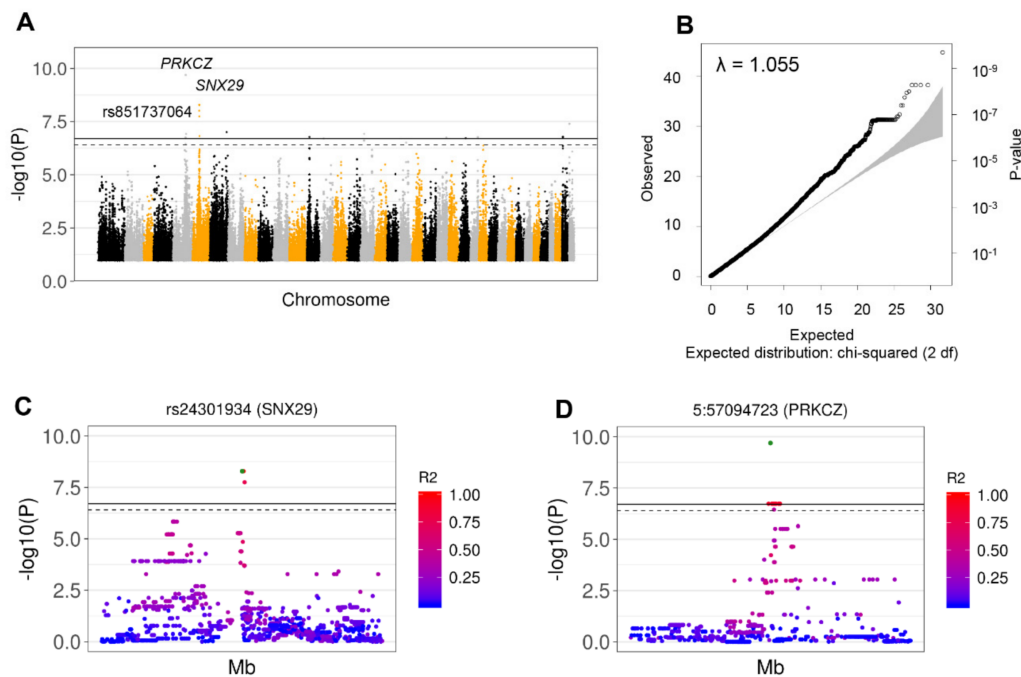 A
-log10(P)
10.0
7.5
5.0
2.5
0.0
PRKCZ
SNX29
rs851737064
Chromosome
B
λ = 1.055
Observed
40
30
20
10
0
10-9
10-7
10-5
10-3
10-1
P-value
0 5 10 15 20 25 30
Expected
Expected distribution: chi-squared (2 df)
C
rs24301934 (SNX29)
-log10(P)
10.0
7.5
5.0
2.5
0.0
Mb
R2
1.00
0.75
0.50
0.25
D
5:57094723 (PRKCZ)
-log10(P)
10.0
7.5
5.0
2.5
0.0
Mb
R2
1.00
0.75
0.50
0.25